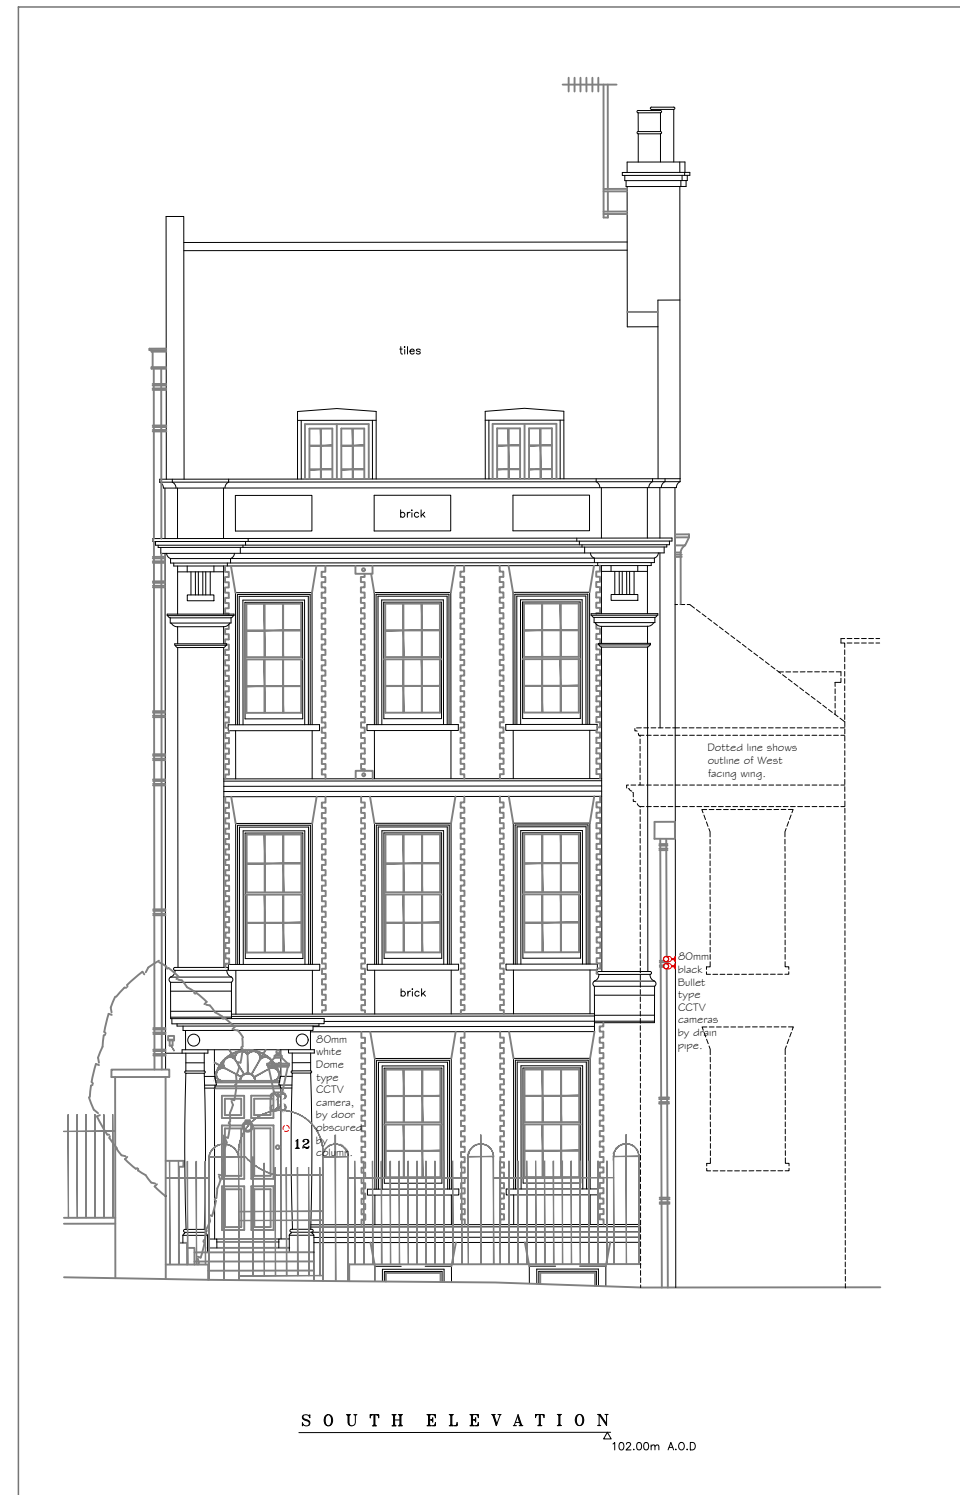 tiles
brick
Dotted line shows
outline of West
facing wing.
80mm
black
Bullet
type
CCTV
cameras
by drain
pipe.
brick
80mm
white
Dome
type
CCTV
camera,
by door
obscured
by
column.
12
SOUTH ELEVATION
102.00m A.O.D